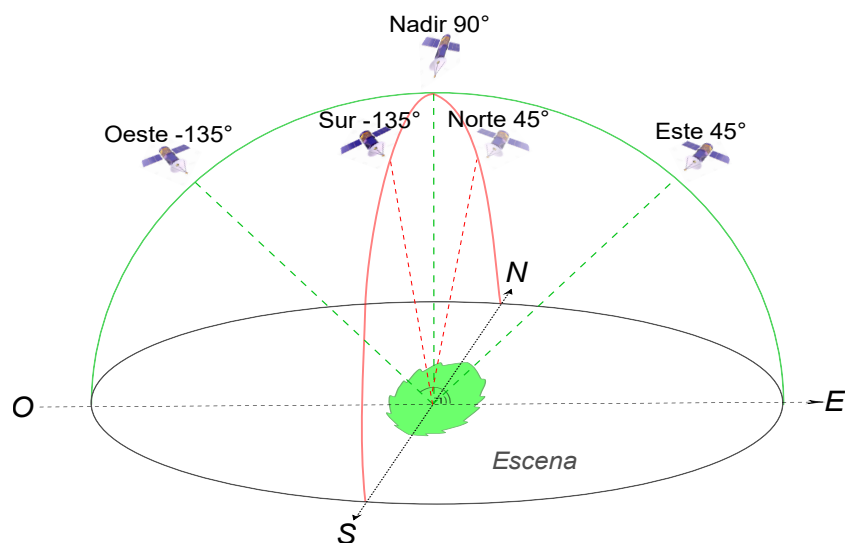 Nadir 90°
Oeste -135°
Sur -135°
Norte 45°
Este 45°
N
O
E
Escena
S